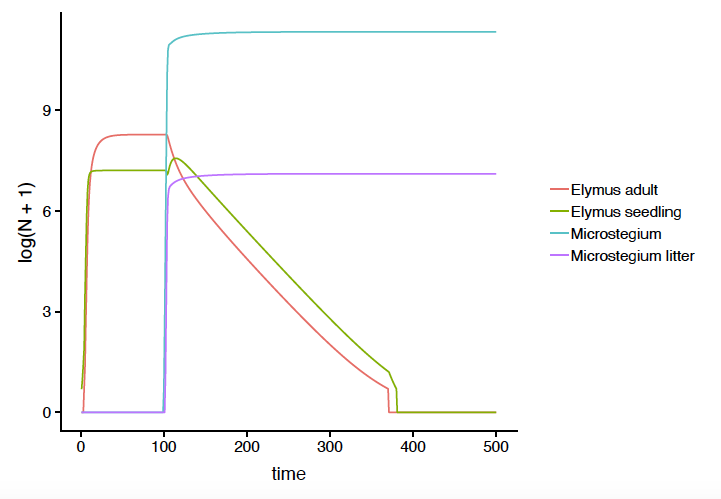 log(N + 1)
9
6
3
0
0 100 200 300 400 500
time
Elymus adult
Elymus seedling
Microstegium
Microstegium litter